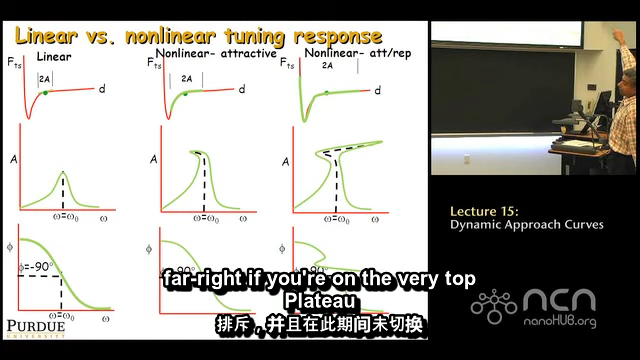 Linear vs. nonlinear tuning response
Linear
Nonlinear- attractive
Nonlinear- att/rep
Fts
2A
d
Fts
2A
d
Fts
2A
d
A
ω=ω0
ω
A
ω=ω0
ω
A
ω=ω0
ω
ϕ
ϕ=-90°
ω=ω0
ω
ϕ
ϕ
far-right if you're on the very top
Plateau
排斥，并且在此期间未切换
PURDUE
UNIVERSITY
Lecture 15:
Dynamic Approach Curves
ncn
nanoHUB.org